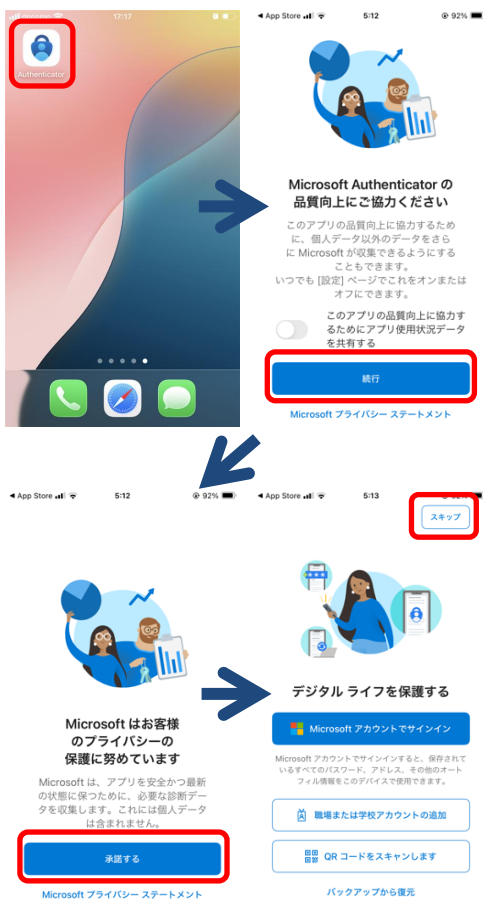 17:17
Authenticator
App Store
5:12
92%
Microsoft Authenticator の
品質向上にご協力ください
このアプリの品質向上に協力するため
に、個人データ以外のデータをさら
に Microsoft が収集できるようにする
こともできます。
いつでも [設定] ページでこれをオンまたは
オフにできます。
このアプリの品質向上に協力す
るためにアプリ使用状況データ
を共有する
続行
Microsoft プライバシー ステートメント
App Store
5:12
92%
Microsoft はお客様
のプライバシーの
保護に努めています
Microsoft は、アプリを安全かつ最新
の状態に保つために、必要な診断デー
タを収集します。これには個人データ
は含まれません。
承諾する
Microsoft プライバシー ステートメント
App Store
5:13
スキップ
デジタル ライフを保護する
Microsoft アカウントでサインイン
Microsoft アカウントでサインインすると、保存されて
いるすべてのパスワード、アドレス、その他のオート
フィル情報をこのデバイスで使用できます。
職場または学校アカウントの追加
QR コードをスキャンします
バックアップから復元